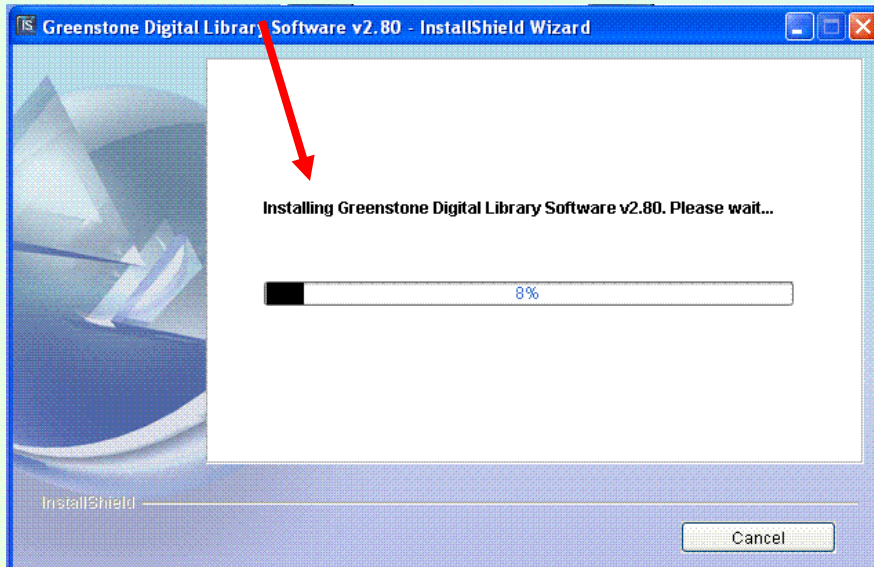 IS Greenstone Digital Library Software v2.80 - InstallShield Wizard
Installing Greenstone Digital Library Software v2.80. Please wait...
8%
InstallShield
Cancel